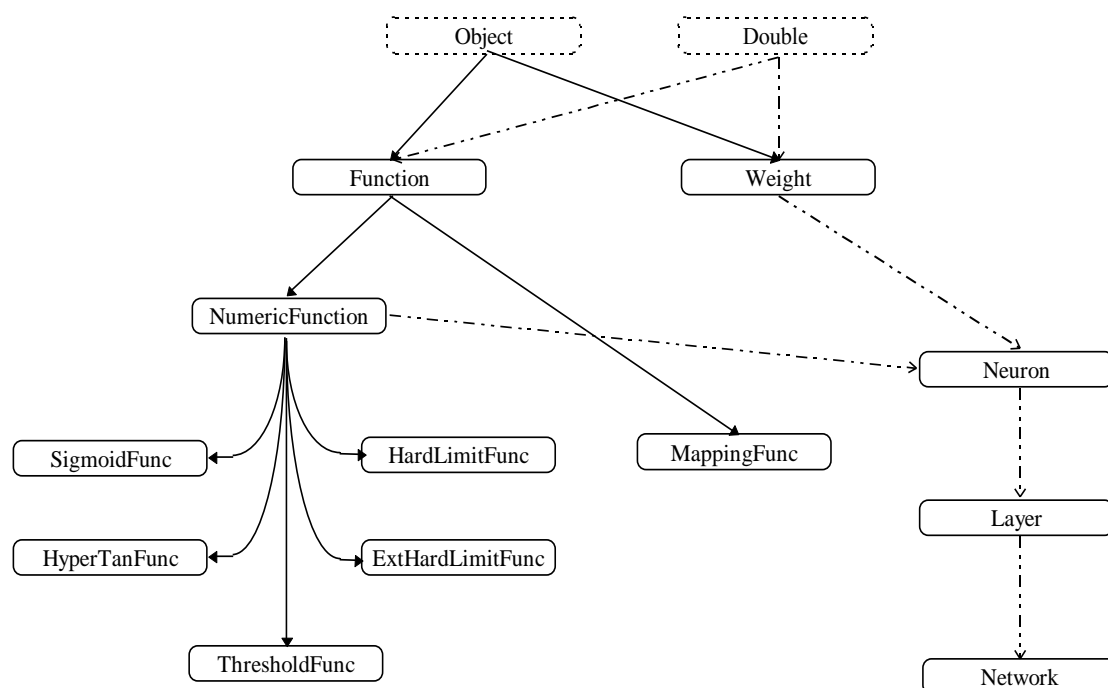 Object
Double
Function
Weight
NumericFunction
Neuron
SigmoidFunc
HardLimitFunc
MappingFunc
Layer
HyperTanFunc
ExtHardLimitFunc
ThresholdFunc
Network